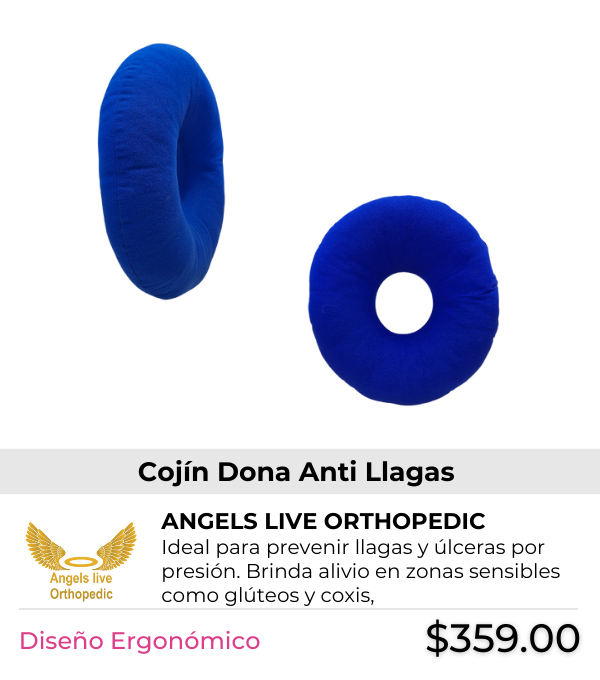 Cojín Dona Anti Llagas
Angels live
Orthopedic
ANGELS LIVE ORTHOPEDIC
Ideal para prevenir llagas y úlceras por
presión. Brinda alivio en zonas sensibles
como glúteos y coxis,
Diseño Ergonómico
$359.00